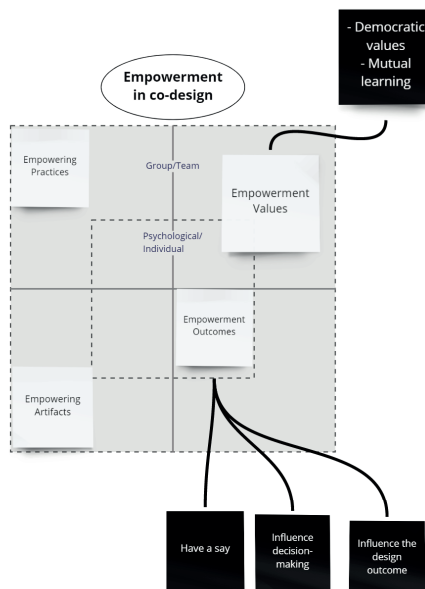 - Democratic
values
- Mutual
learning
Empowerment
in co-design
Empowering
Practices
Group/Team
Empowerment
Values
Psychological/
Individual
Empowerment
Outcomes
Empowering
Artifacts
Have a say
Influence
decision-
making
Influence the
design
outcome